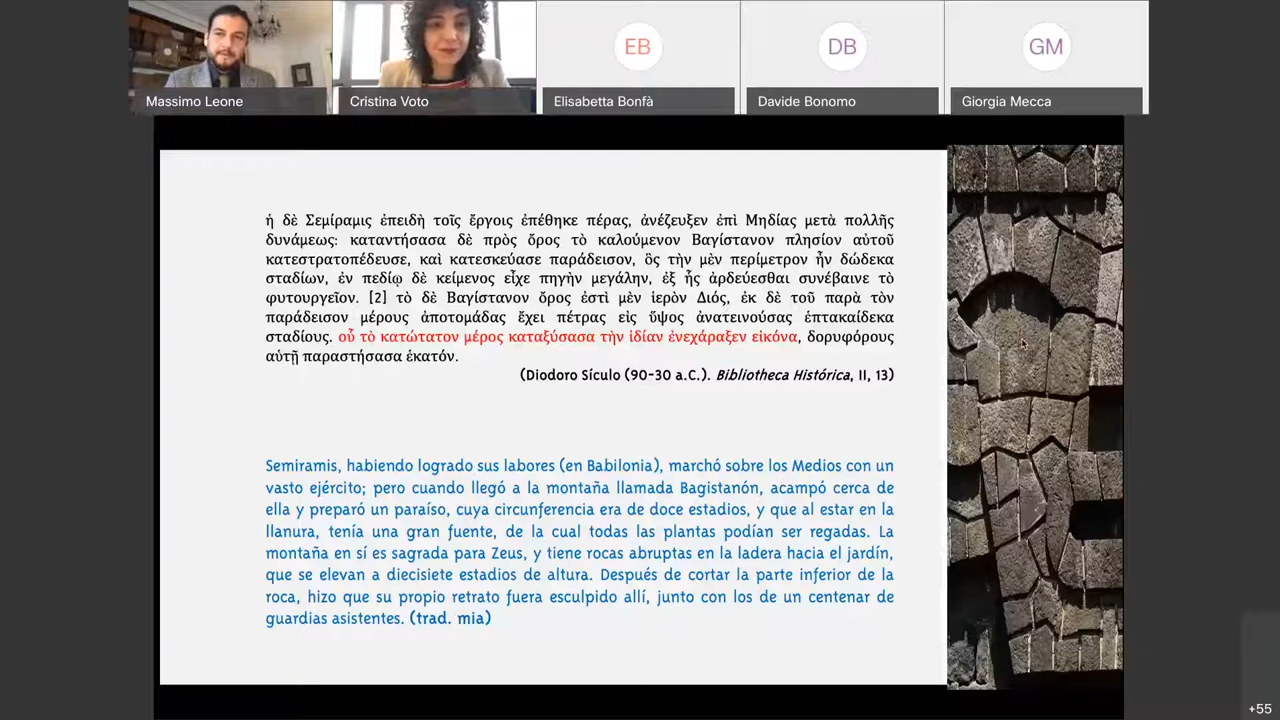 EB
DB
GM
Massimo Leone
Cristina Voto
Elisabetta Bonfà
Davide Bonomo
Giorgia Mecca
ἡ δὲ Σεμίραμις ἐπειδὴ τοῖς ἔργοις ἐπέθηκε πέρας, ἀνέζευξεν ἐπὶ Μηδίας μετὰ πολλῆς
δυνάμεως: καταντήσασα δὲ πρὸς ὄρος τὸ καλούμενον Βαγίστανον πλησίον αὐτοῦ
κατεστρατοπέδευσε, καὶ κατεσκεύασε παράδεισον, ὃς τὴν μὲν περίμετρον ἦν δώδεκα
σταδίων, ἐν πεδίῳ δὲ κείμενος εἶχε πηγὴν μεγάλην, ἐξ ἧς ἀρδεύεσθαι συνέβαινε τὸ
φυτουργεῖον. [2] τὸ δὲ Βαγίστανον ὄρος ἐστὶ μὲν ἱερὸν Διός, ἐκ δὲ τοῦ παρὰ τὸν
παράδεισον μέρους ἀποτομάδας ἔχει πέτρας εἰς ὕψος ἀνατεινούσας ἑπτακαίδεκα
σταδίους. οὗ τὸ κατώτατον μέρος καταξύσασα τὴν ἰδίαν ἐνεχάραξεν εἰκόνα, δορυφόρους
αὐτῇ παραστήσασα ἑκατόν.
(Diodoro Sículo (90-30 a.C.). Bibliotheca Histórica, II, 13)
Semiramis, habiendo logrado sus labores (en Babilonia), marchó sobre los Medios con un
vasto ejército; pero cuando llegó a la montaña llamada Bagistanón, acampó cerca de
ella y preparó un paraíso, cuya circunferencia era de doce estadios, y que al estar en la
llanura, tenía una gran fuente, de la cual todas las plantas podían ser regadas. La
montaña en sí es sagrada para Zeus, y tiene rocas abruptas en la ladera hacia el jardín,
que se elevan a diecisiete estadios de altura. Después de cortar la parte inferior de la
roca, hizo que su propio retrato fuera esculpido allí, junto con los de un centenar de
guardias asistentes. (trad. mia)
+55